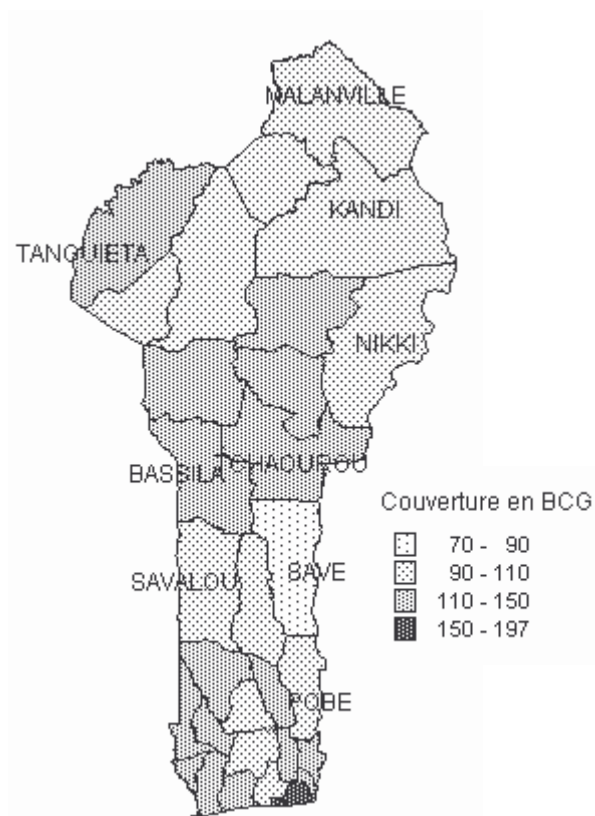 MALANVILLE
KANDI
TANGUIETA
NIKKI
BASSILA
TCHAOUROU
Couverture en BCG
70 - 90
90 - 110
110 - 150
150 - 197
SAVALOU
BAVE
POBE